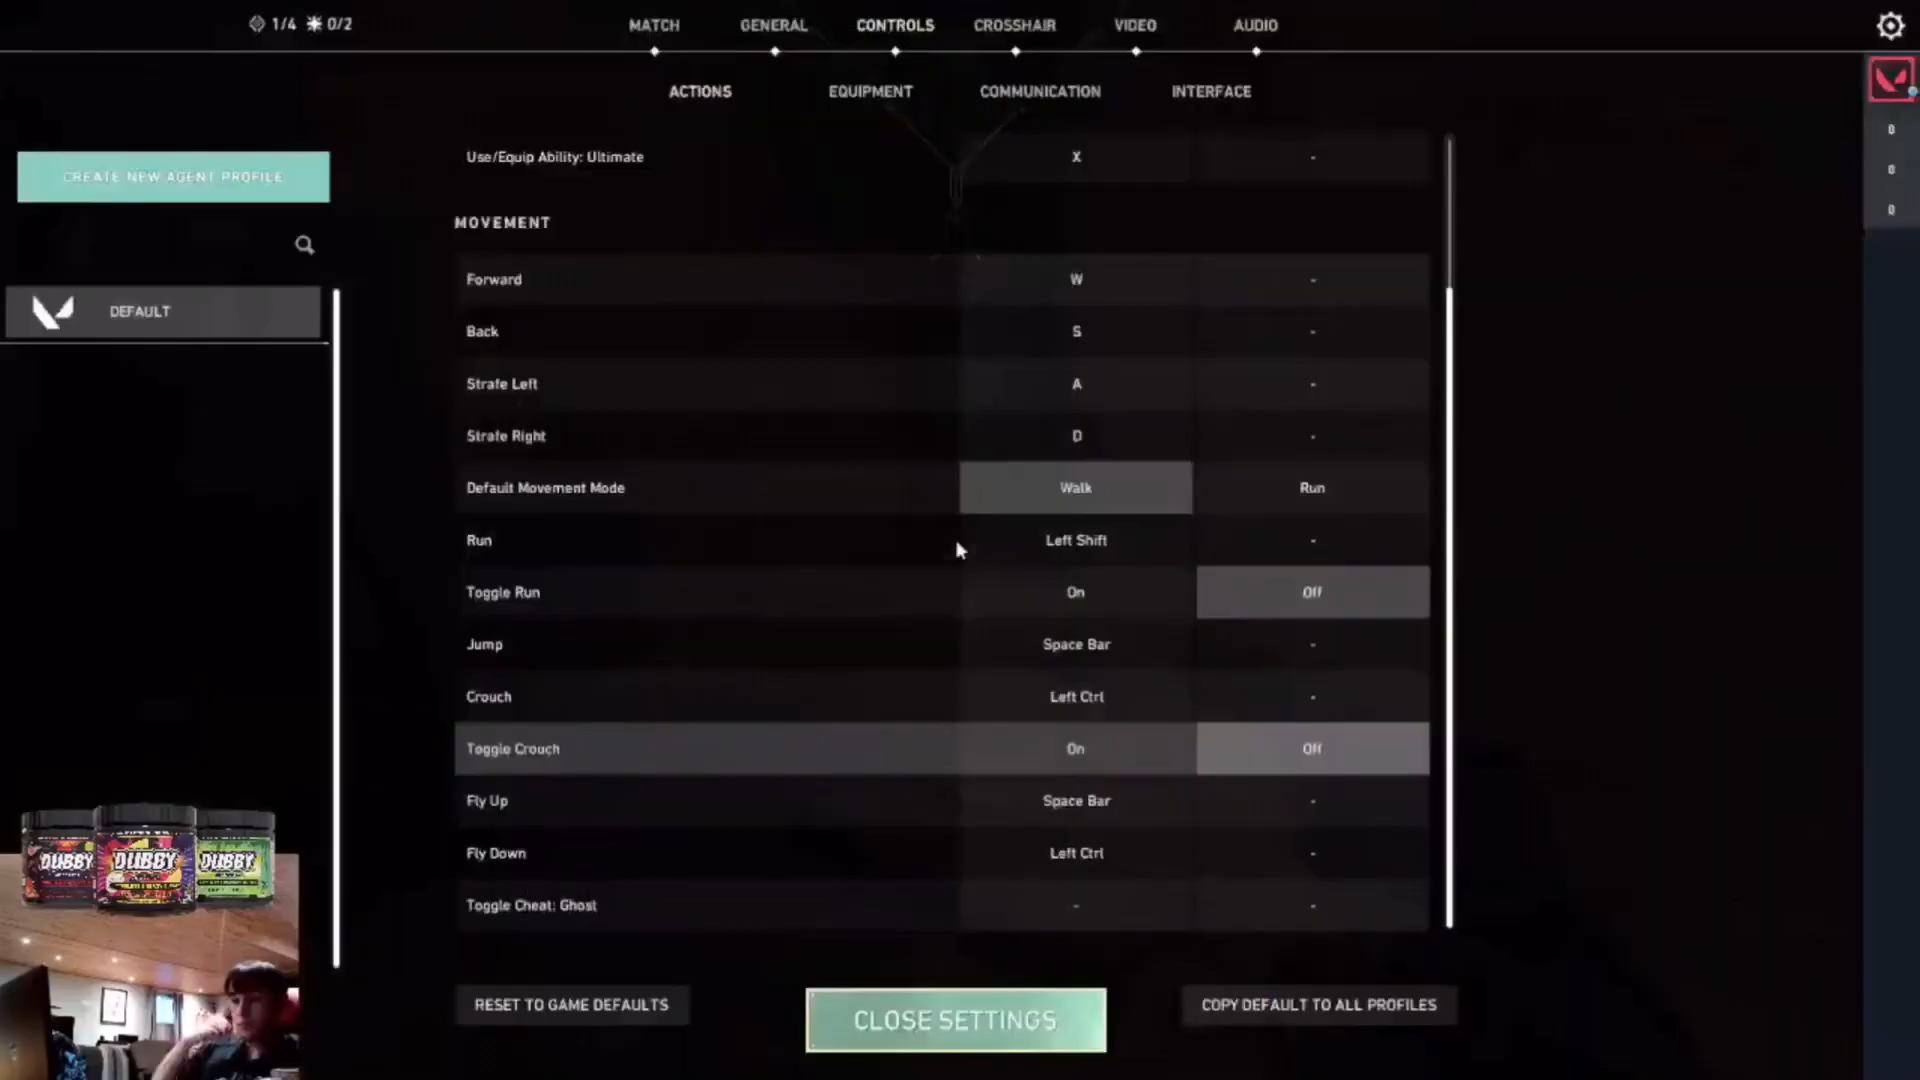 1/4 0/2 MATCH GENERAL CONTROLS CROSSHAIR VIDEO AUDIO
ACTIONS EQUIPMENT COMMUNICATION INTERFACE
0
0
0
CREATE NEW AGENT PROFILE
DEFAULT
Use/Equip Ability: Ultimate X -
MOVEMENT
Forward W -
Back S -
Strafe Left A -
Strafe Right D -
Default Movement Mode Walk Run
Run Left Shift -
Toggle Run On Off
Jump Space Bar -
Crouch Left Ctrl -
Toggle Crouch On Off
Fly Up Space Bar -
Fly Down Left Ctrl -
Toggle Cheat: Ghost - -
RESET TO GAME DEFAULTS CLOSE SETTINGS COPY DEFAULT TO ALL PROFILES
DUBBY DUBBY DUBBY